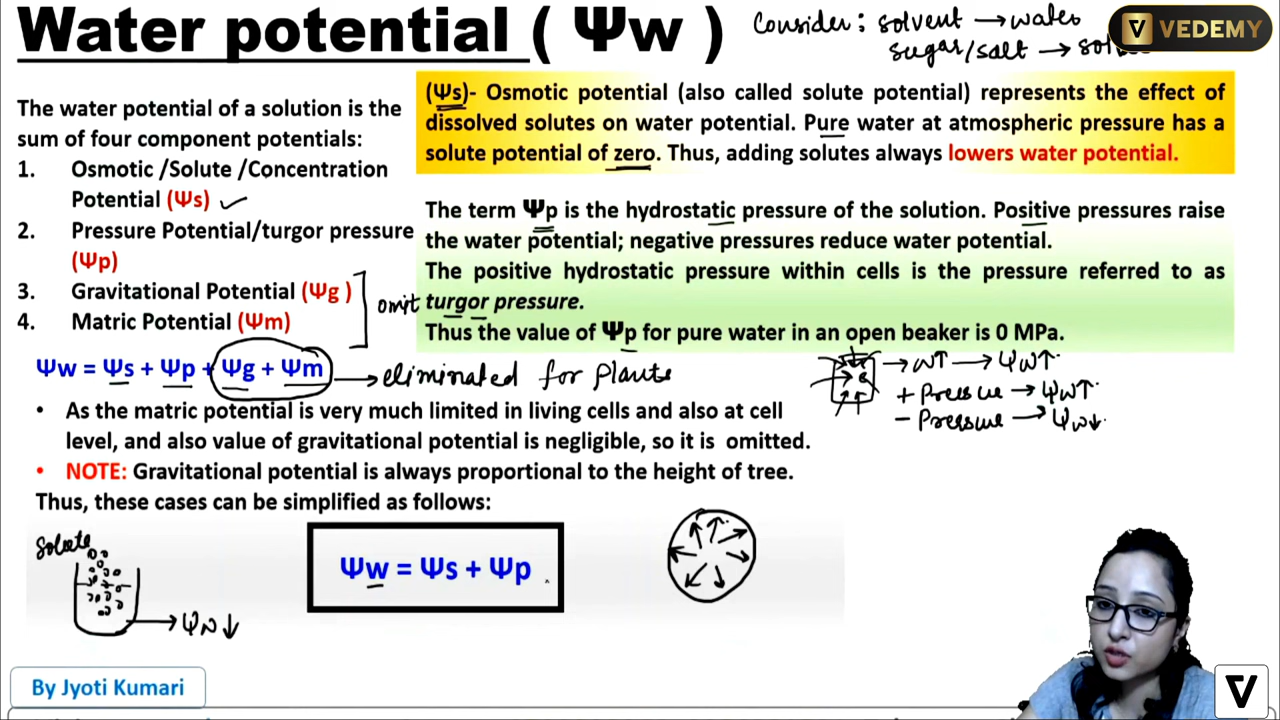 Water potential ( Ψw )
Consider: solvent → water
sugar/salt →
VEDEMY
The water potential of a solution is the
sum of four component potentials:
1. Osmotic /Solute /Concentration
Potential (Ψs)
2. Pressure Potential/turgor pressure
(Ψp)
3. Gravitational Potential (Ψg )
4. Matric Potential (Ψm)
omit
(Ψs)- Osmotic potential (also called solute potential) represents the effect of
dissolved solutes on water potential. Pure water at atmospheric pressure has a
solute potential of zero. Thus, adding solutes always lowers water potential.
The term Ψp is the hydrostatic pressure of the solution. Positive pressures raise
the water potential; negative pressures reduce water potential.
The positive hydrostatic pressure within cells is the pressure referred to as
turgor pressure.
Thus the value of Ψp for pure water in an open beaker is 0 MPa.
Ψw = Ψs + Ψp + Ψg + Ψm
→ eliminated for plants
→ w↑ → Ψw↑
+ Pressure → Ψw↑
- Pressure → Ψw↓
• As the matric potential is very much limited in living cells and also at cell
level, and also value of gravitational potential is negligible, so it is omitted.
• NOTE: Gravitational potential is always proportional to the height of tree.
Thus, these cases can be simplified as follows:
Solute
→ Ψw ↓
Ψw = Ψs + Ψp
By Jyoti Kumari